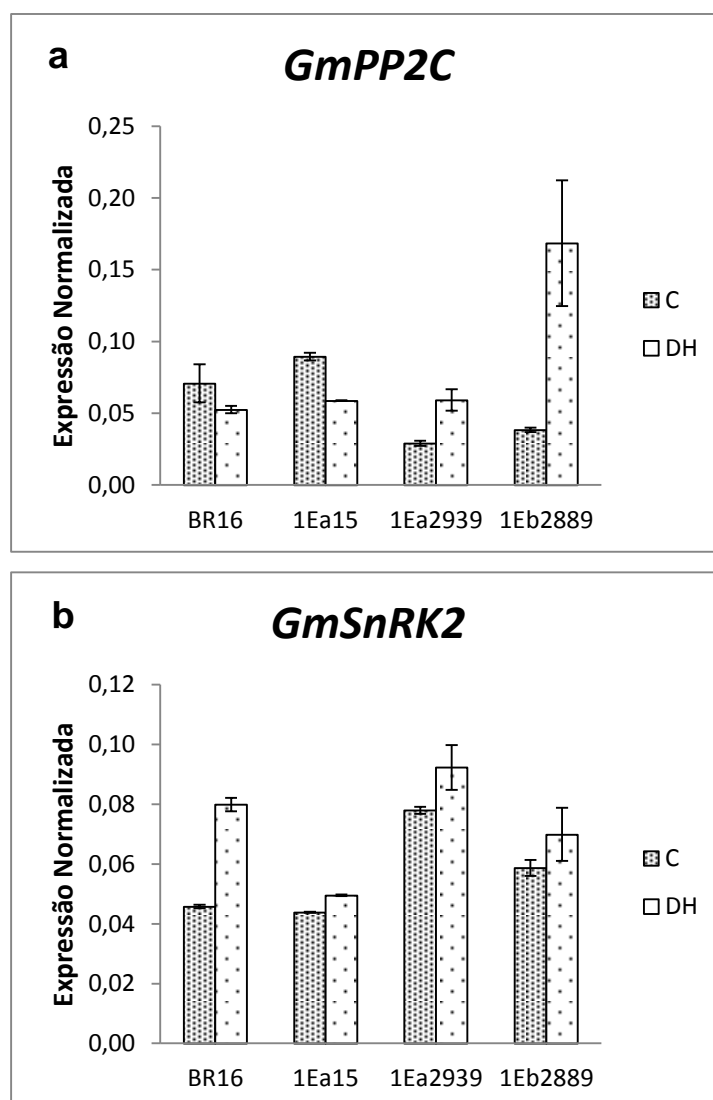 a
GmPP2C
Expressão Normalizada
0,25
0,20
0,15
0,10
0,05
0,00
BR16 1Ea15 1Ea2939 1Eb2889
C
DH
b
GmSnRK2
Expressão Normalizada
0,12
0,10
0,08
0,06
0,04
0,02
0,00
BR16 1Ea15 1Ea2939 1Eb2889
C
DH